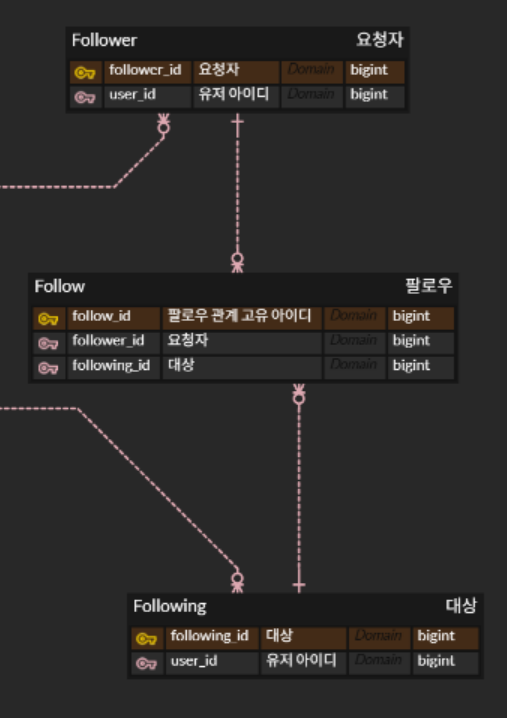 Follower 요청자
follower_id 요청자 Domain bigint
user_id 유저 아이디 Domain bigint
Follow 팔로우
follow_id 팔로우 관계 고유 아이디 Domain bigint
follower_id 요청자 Domain bigint
following_id 대상 Domain bigint
Following 대상
following_id 대상 Domain bigint
user_id 유저 아이디 Domain bigint